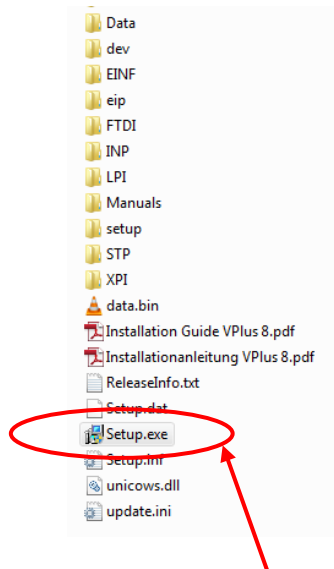 Data
dev
EINF
eip
FTDI
INP
LPI
Manuals
setup
STP
XPI
data.bin
Installation Guide VPlus 8.pdf
Installationanleitung VPlus 8.pdf
ReleaseInfo.txt
Setup.dat
Setup.exe
Setup.inf
unicows.dll
update.ini